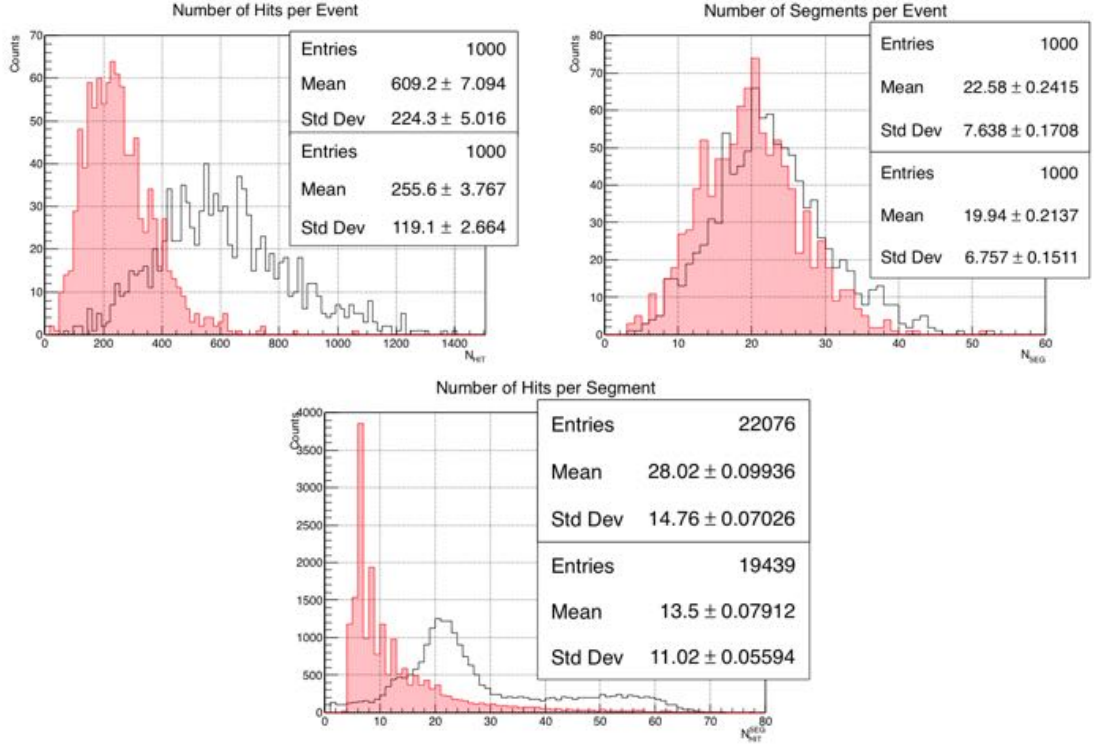 Number of Hits per Event
Counts
70
60
50
40
30
20
10
0
0 200 400 600 800 1000 1200 1400
N_HIT
Entries 1000
Mean 609.2 ± 7.094
Std Dev 224.3 ± 5.016
Entries 1000
Mean 255.6 ± 3.767
Std Dev 119.1 ± 2.664
Number of Segments per Event
Counts
80
70
60
50
40
30
20
10
0
0 10 20 30 40 50 60
N_SEG
Entries 1000
Mean 22.58 ± 0.2415
Std Dev 7.638 ± 0.1708
Entries 1000
Mean 19.94 ± 0.2137
Std Dev 6.757 ± 0.1511
Number of Hits per Segment
Counts
4000
3500
3000
2500
2000
1500
1000
500
0
0 10 20 30 40 50 60 70 80
N_HIT^SEG
Entries 22076
Mean 28.02 ± 0.09936
Std Dev 14.76 ± 0.07026
Entries 19439
Mean 13.5 ± 0.07912
Std Dev 11.02 ± 0.05594